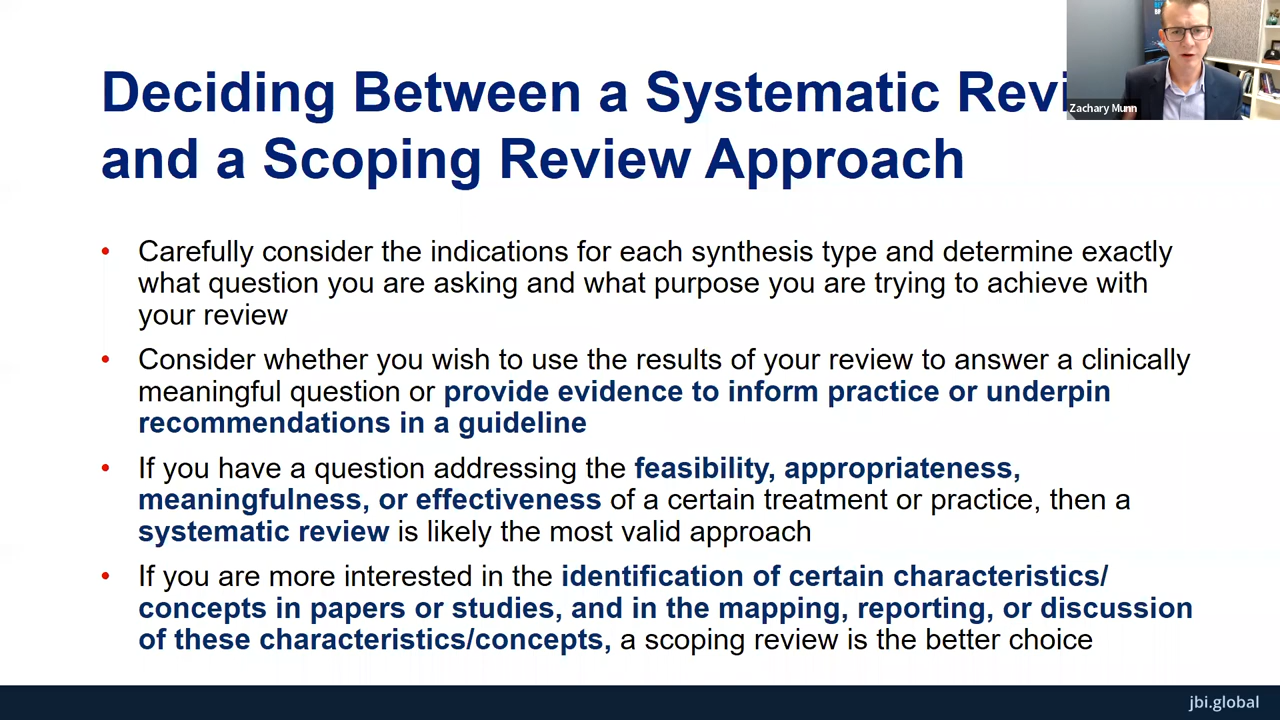 Deciding Between a Systematic Revi
and a Scoping Review Approach
Zachary Munn
• Carefully consider the indications for each synthesis type and determine exactly
what question you are asking and what purpose you are trying to achieve with
your review
• Consider whether you wish to use the results of your review to answer a clinically
meaningful question or provide evidence to inform practice or underpin
recommendations in a guideline
• If you have a question addressing the feasibility, appropriateness,
meaningfulness, or effectiveness of a certain treatment or practice, then a
systematic review is likely the most valid approach
• If you are more interested in the identification of certain characteristics/
concepts in papers or studies, and in the mapping, reporting, or discussion
of these characteristics/concepts, a scoping review is the better choice
jbi.global